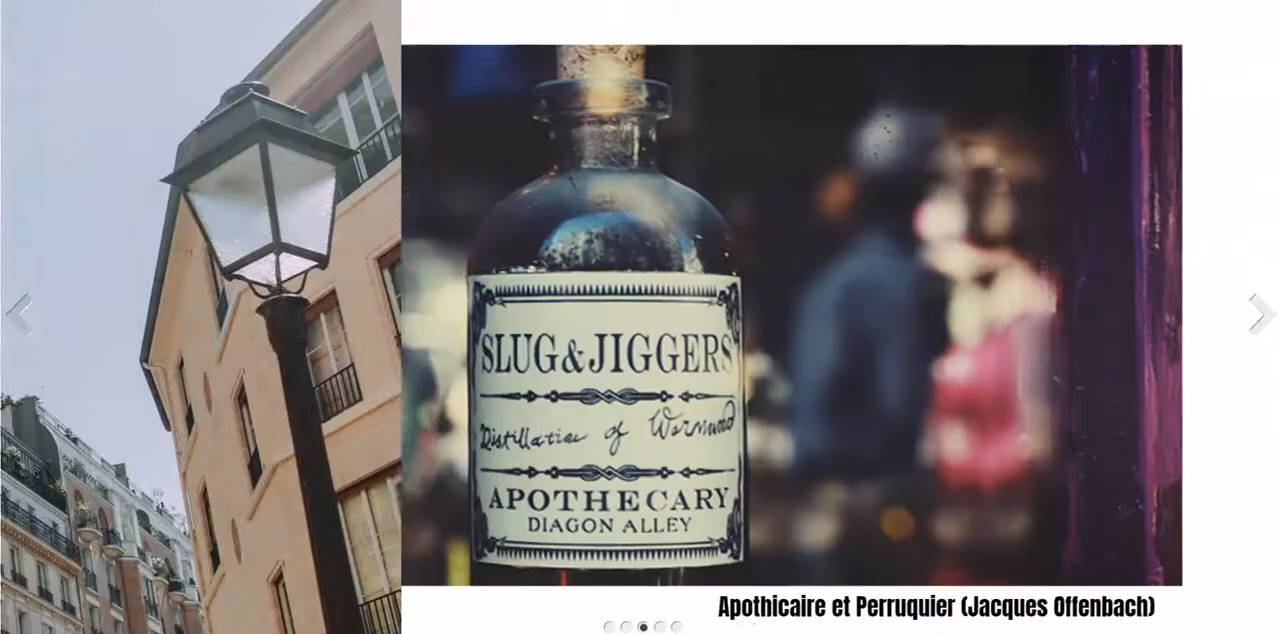 SLUG & JIGGERS
Distillation of Wormwood
APOTHECARY
DIAGON ALLEY
Apothicaire et Perruquier (Jacques Offenbach)